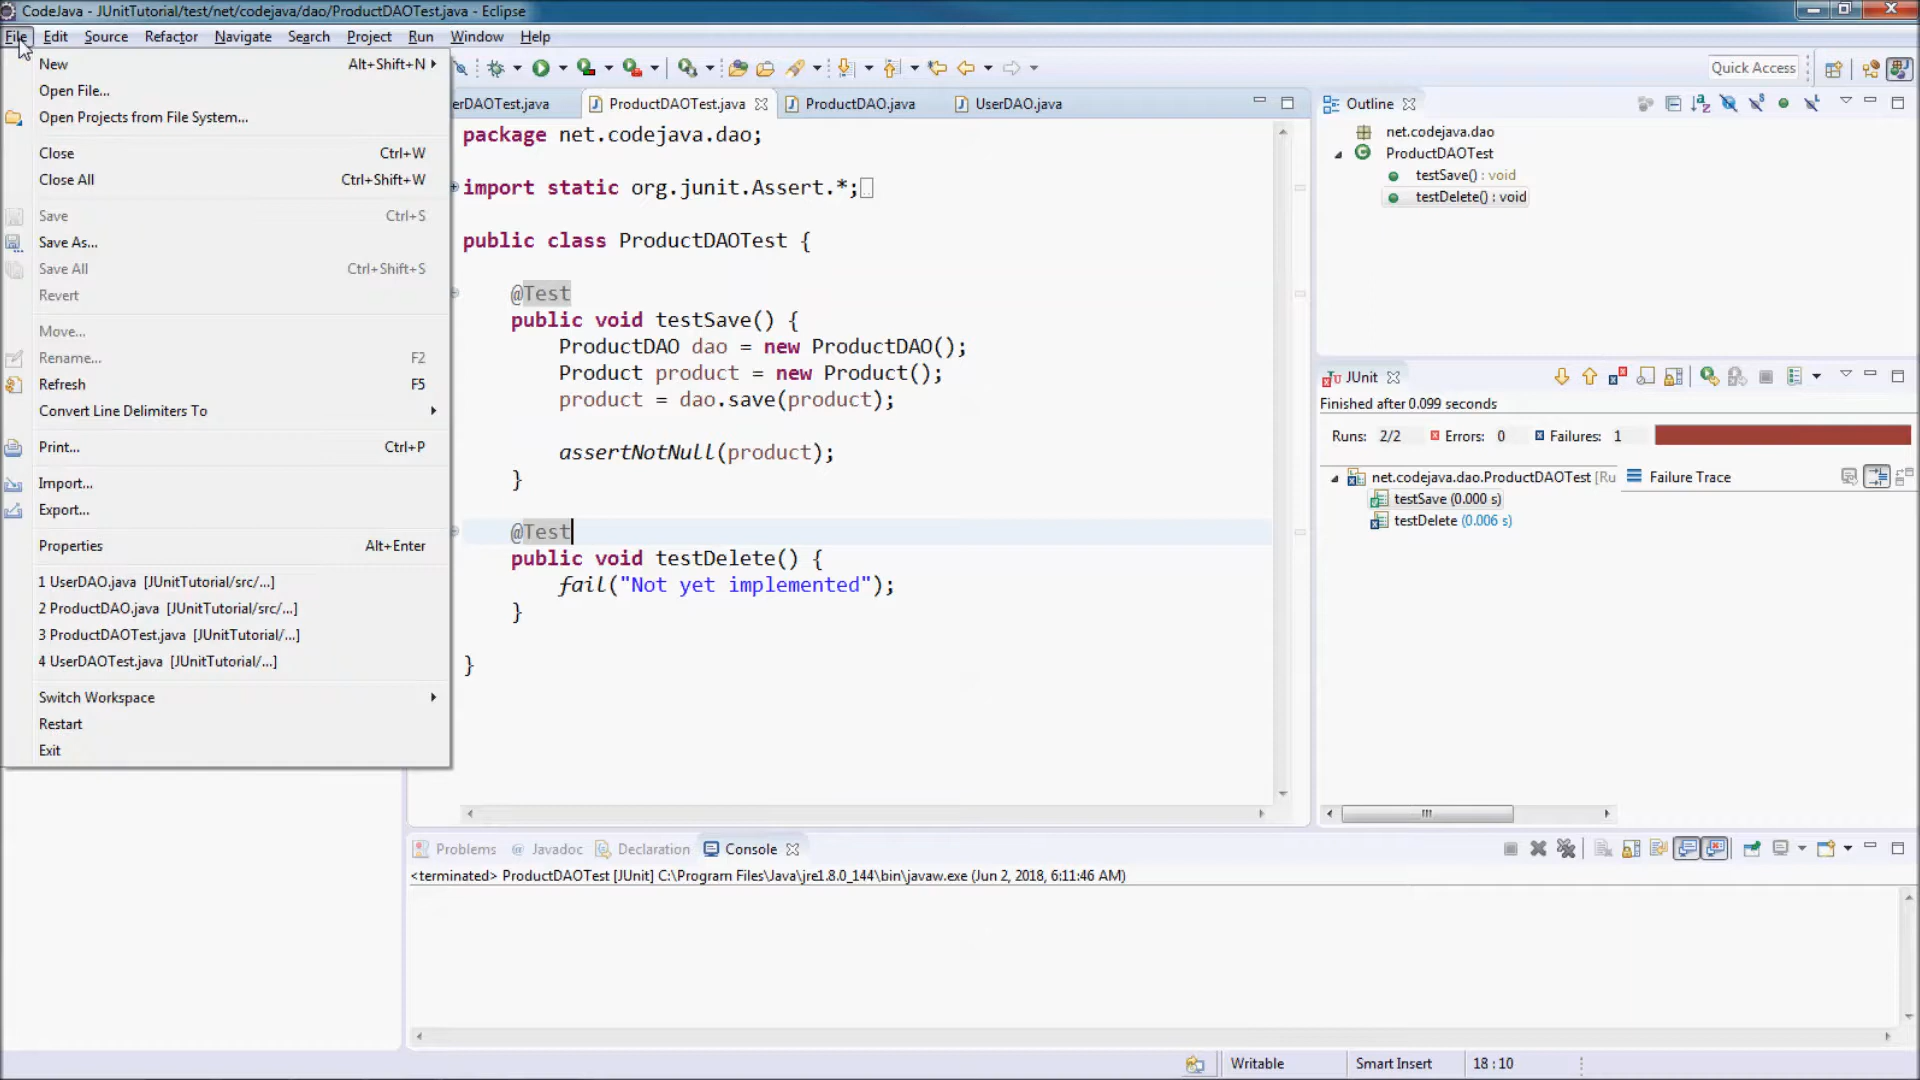 CodeJava - JUnitTutorial/test/net/codejava/dao/ProductDAOTest.java - Eclipse
File Edit Source Refactor Navigate Search Project Run Window Help
New Alt+Shift+N
Open File...
Open Projects from File System...
Close Ctrl+W
Close All Ctrl+Shift+W
Save Ctrl+S
Save As...
Save All Ctrl+Shift+S
Revert
Move...
Rename... F2
Refresh F5
Convert Line Delimiters To
Print... Ctrl+P
Import...
Export...
Properties Alt+Enter
1 UserDAO.java [JUnitTutorial/src/...]
2 ProductDAO.java [JUnitTutorial/src/...]
3 ProductDAOTest.java [JUnitTutorial/...]
4 UserDAOTest.java [JUnitTutorial/...]
Switch Workspace
Restart
Exit
Quick Access
erDAOTest.java ProductDAOTest.java ProductDAO.java UserDAO.java
package net.codejava.dao;
import static org.junit.Assert.*;
public class ProductDAOTest {
@Test
public void testSave() {
ProductDAO dao = new ProductDAO();
Product product = new Product();
product = dao.save(product);
assertNotNull(product);
}
@Test
public void testDelete() {
fail("Not yet implemented");
}
}
Outline
net.codejava.dao
ProductDAOTest
testSave() : void
testDelete() : void
JUnit
Finished after 0.099 seconds
Runs: 2/2 Errors: 0 Failures: 1
net.codejava.dao.ProductDAOTest [Ru
Failure Trace
testSave (0.000 s)
testDelete (0.006 s)
Problems Javadoc Declaration Console
<terminated> ProductDAOTest [JUnit] C:\Program Files\Java\jre1.8.0_144\bin\javaw.exe (Jun 2, 2018, 6:11:46 AM)
Writable Smart Insert 18 : 10